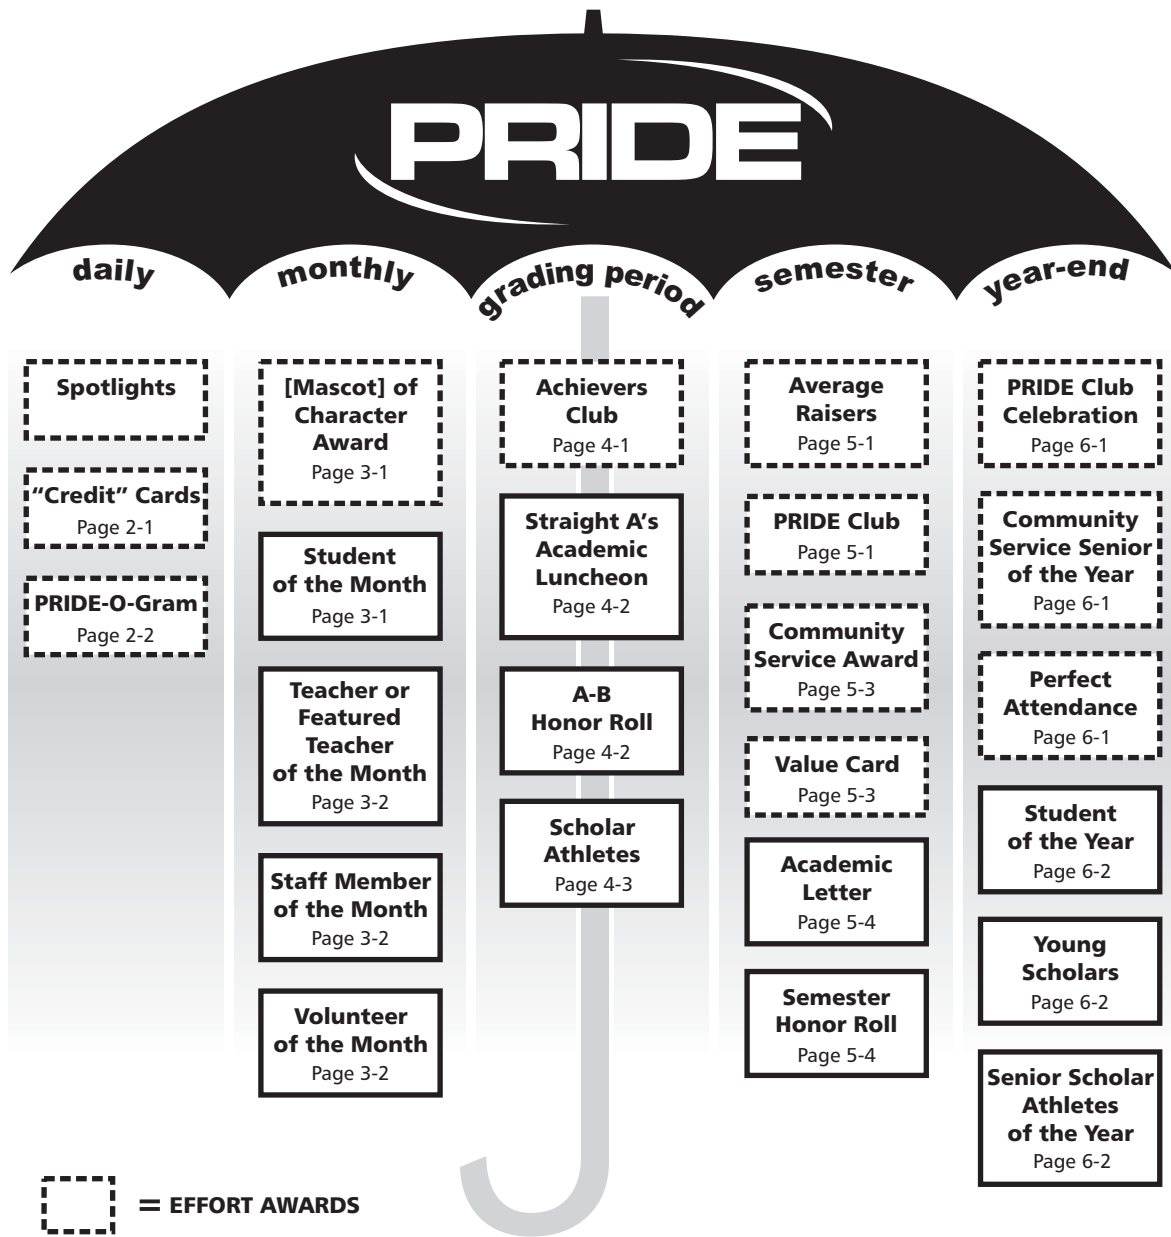 PRIDE
daily
monthly
grading period
semester
year-end
Spotlights
“Credit” Cards
Page 2-1
PRIDE-O-Gram
Page 2-2
[Mascot] of
Character
Award
Page 3-1
Student
of the Month
Page 3-1
Teacher or
Featured
Teacher
of the Month
Page 3-2
Staff Member
of the Month
Page 3-2
Volunteer
of the Month
Page 3-2
Achievers
Club
Page 4-1
Straight A’s
Academic
Luncheon
Page 4-2
A-B
Honor Roll
Page 4-2
Scholar
Athletes
Page 4-3
Average
Raisers
Page 5-1
PRIDE Club
Page 5-1
Community
Service Award
Page 5-3
Value Card
Page 5-3
Academic
Letter
Page 5-4
Semester
Honor Roll
Page 5-4
PRIDE Club
Celebration
Page 6-1
Community
Service Senior
of the Year
Page 6-1
Perfect
Attendance
Page 6-1
Student
of the Year
Page 6-2
Young
Scholars
Page 6-2
Senior Scholar
Athletes
of the Year
Page 6-2
= EFFORT AWARDS